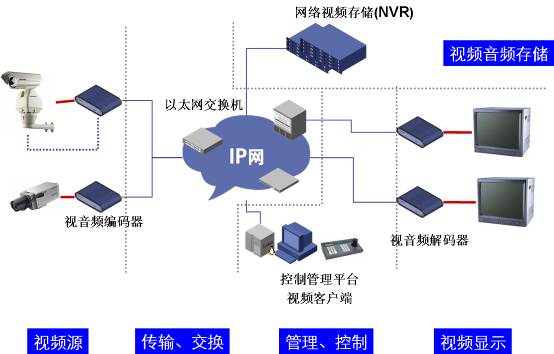 网络视频存储(NVR)
视频音频存储
以太网交换机
IP网
视音频编码器
视音频解码器
控制管理平台
视频客户端
视频源
传输、交换
管理、控制
视频显示